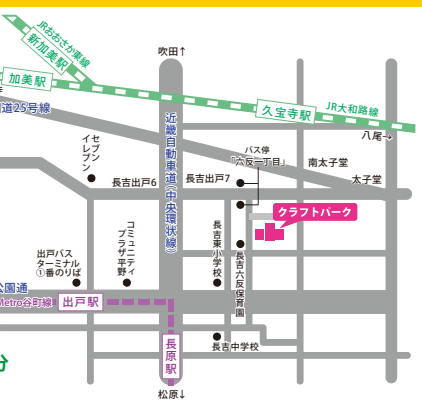 JRおおさか東線
新加美駅
加美駅
吹田↑
久宝寺駅
JR大和路線
八尾→
道25号線
近畿自動車道(中央環状線)
バス停
「六反一丁目」
南太子堂
太子堂
セブン
イレブン
長吉出戸6
長吉出戸7
クラフトパーク
出戸バス
ターミナル
①番のりば
コミュニティ
プラザ平野
長吉東小学校
長吉六反保育園
公園通
Metro谷町線
出戸駅
長原駅
長吉中学校
分
松原↓